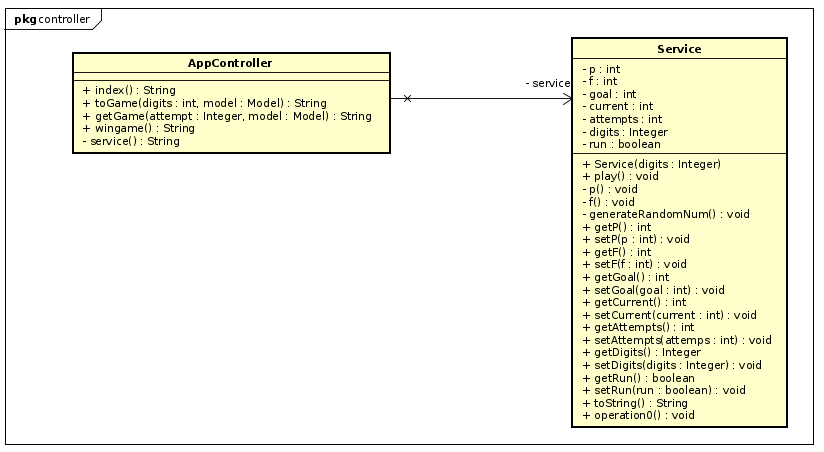 pkg controller
AppController
+ index() : String
+ toGame(digits : int, model : Model) : String
+ getGame(attempt : Integer, model : Model) : String
+ wingame() : String
- service() : String
- service
Service
- p : int
- f : int
- goal : int
- current : int
- attempts : int
- digits : Integer
- run : boolean
+ Service(digits : Integer)
+ play() : void
- p() : void
- f() : void
- generateRandomNum() : void
+ getP() : int
+ setP(p : int) : void
+ getF() : int
+ setF(f : int) : void
+ getGoal() : int
+ setGoal(goal : int) : void
+ getCurrent() : int
+ setCurrent(current : int) : void
+ getAttempts() : int
+ setAttempts(attemps : int) : void
+ getDigits() : Integer
+ setDigits(digits : Integer) : void
+ getRun() : boolean
+ setRun(run : boolean) : void
+ toString() : String
+ operation0() : void